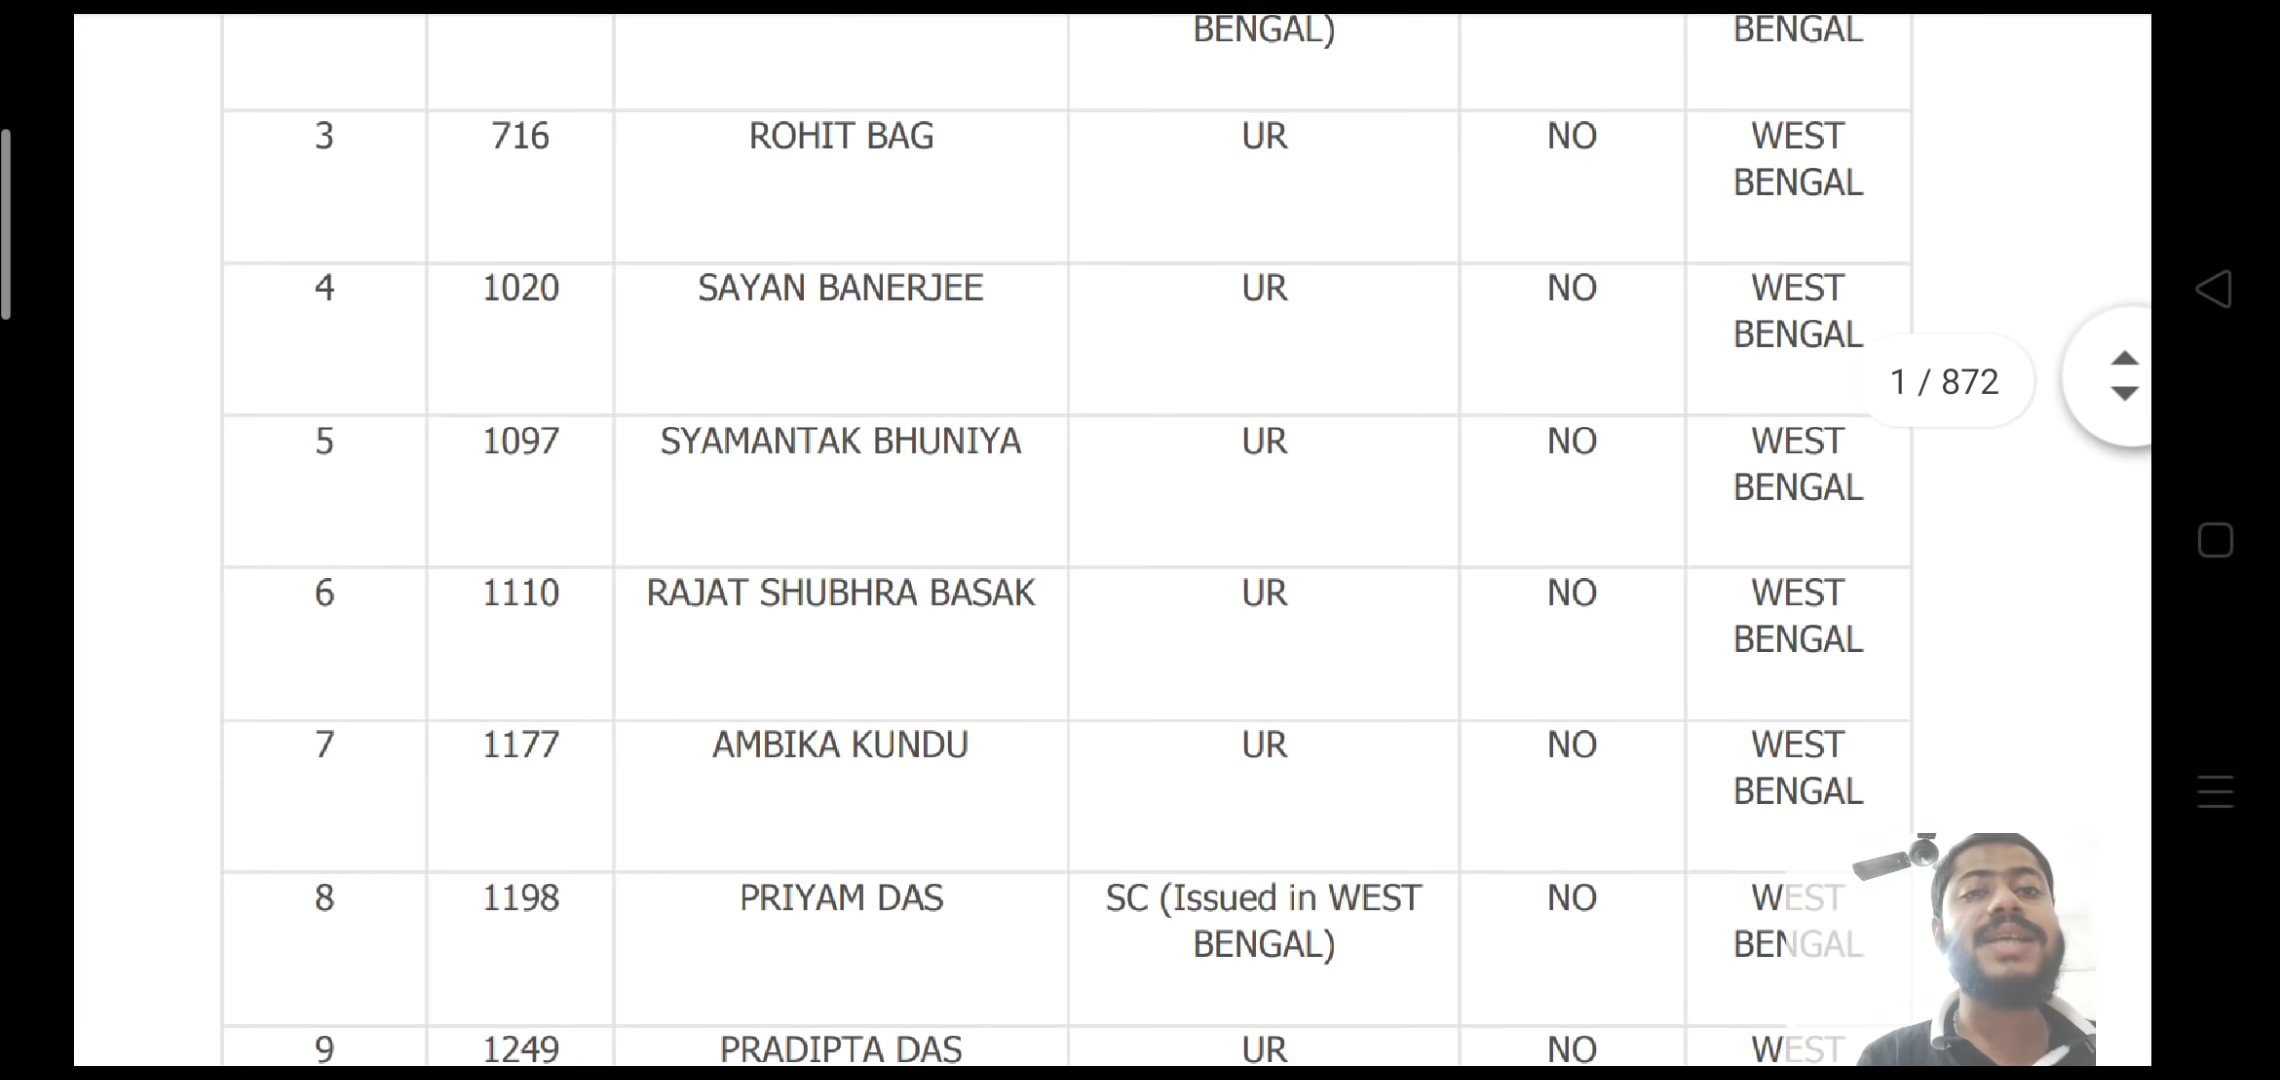 BENGAL) BENGAL
3 716 ROHIT BAG UR NO WEST
BENGAL
4 1020 SAYAN BANERJEE UR NO WEST
BENGAL
1 / 872
5 1097 SYAMANTAK BHUNIYA UR NO WEST
BENGAL
6 1110 RAJAT SHUBHRA BASAK UR NO WEST
BENGAL
7 1177 AMBIKA KUNDU UR NO WEST
BENGAL
8 1198 PRIYAM DAS SC (Issued in WEST NO WEST
BENGAL) BENGAL
9 1249 PRADIPTA DAS UR NO WEST